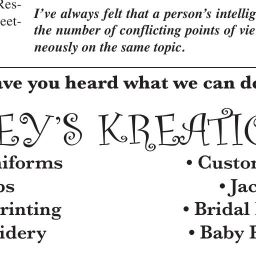 Res-
eet-
I've always felt that a person's intellig
the number of conflicting points of vie
neously on the same topic.
ave you heard what we can do
EY'S KREATIO
niforms
• Custon
os
• Jac
rinting
• Bridal
idery
• Baby